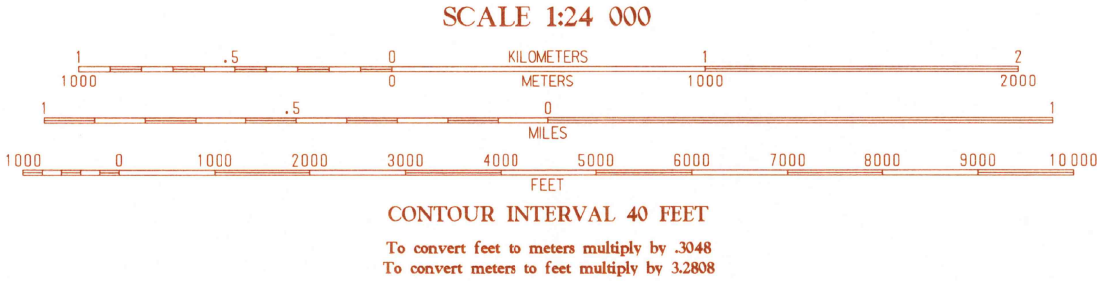 SCALE 1:24 000
1 .5 0 KILOMETERS 1 2
1000 0 METERS 1000 2000
1 .5 0 1
MILES
1000 0 1000 2000 3000 4000 5000 6000 7000 8000 9000 10 000
FEET
CONTOUR INTERVAL 40 FEET
To convert feet to meters multiply by .3048
To convert meters to feet multiply by 3.2808